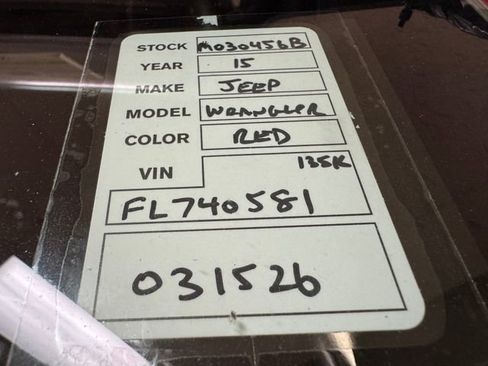 STOCK M030456B
YEAR 15
MAKE JEEP
MODEL WRANGLER
COLOR RED
VIN 135K
FL740581
031526